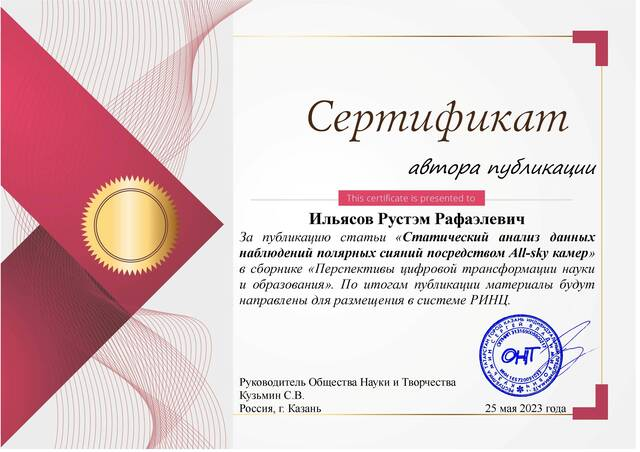 Сертификат
автора публикации
This certificate is presented to
Ильясов Рустэм Рафаэлевич
За публикацию статьи «Статический анализ данных
наблюдений полярных сияний посредством All-sky камер»
в сборнике «Перспективы цифровой трансформации науки
и образования». По итогам публикации материалы будут
направлены для размещения в системе РИНЦ.
ОНТ
Руководитель Общества Науки и Творчества
Кузьмин С.В.
Россия, г. Казань
25 мая 2023 года